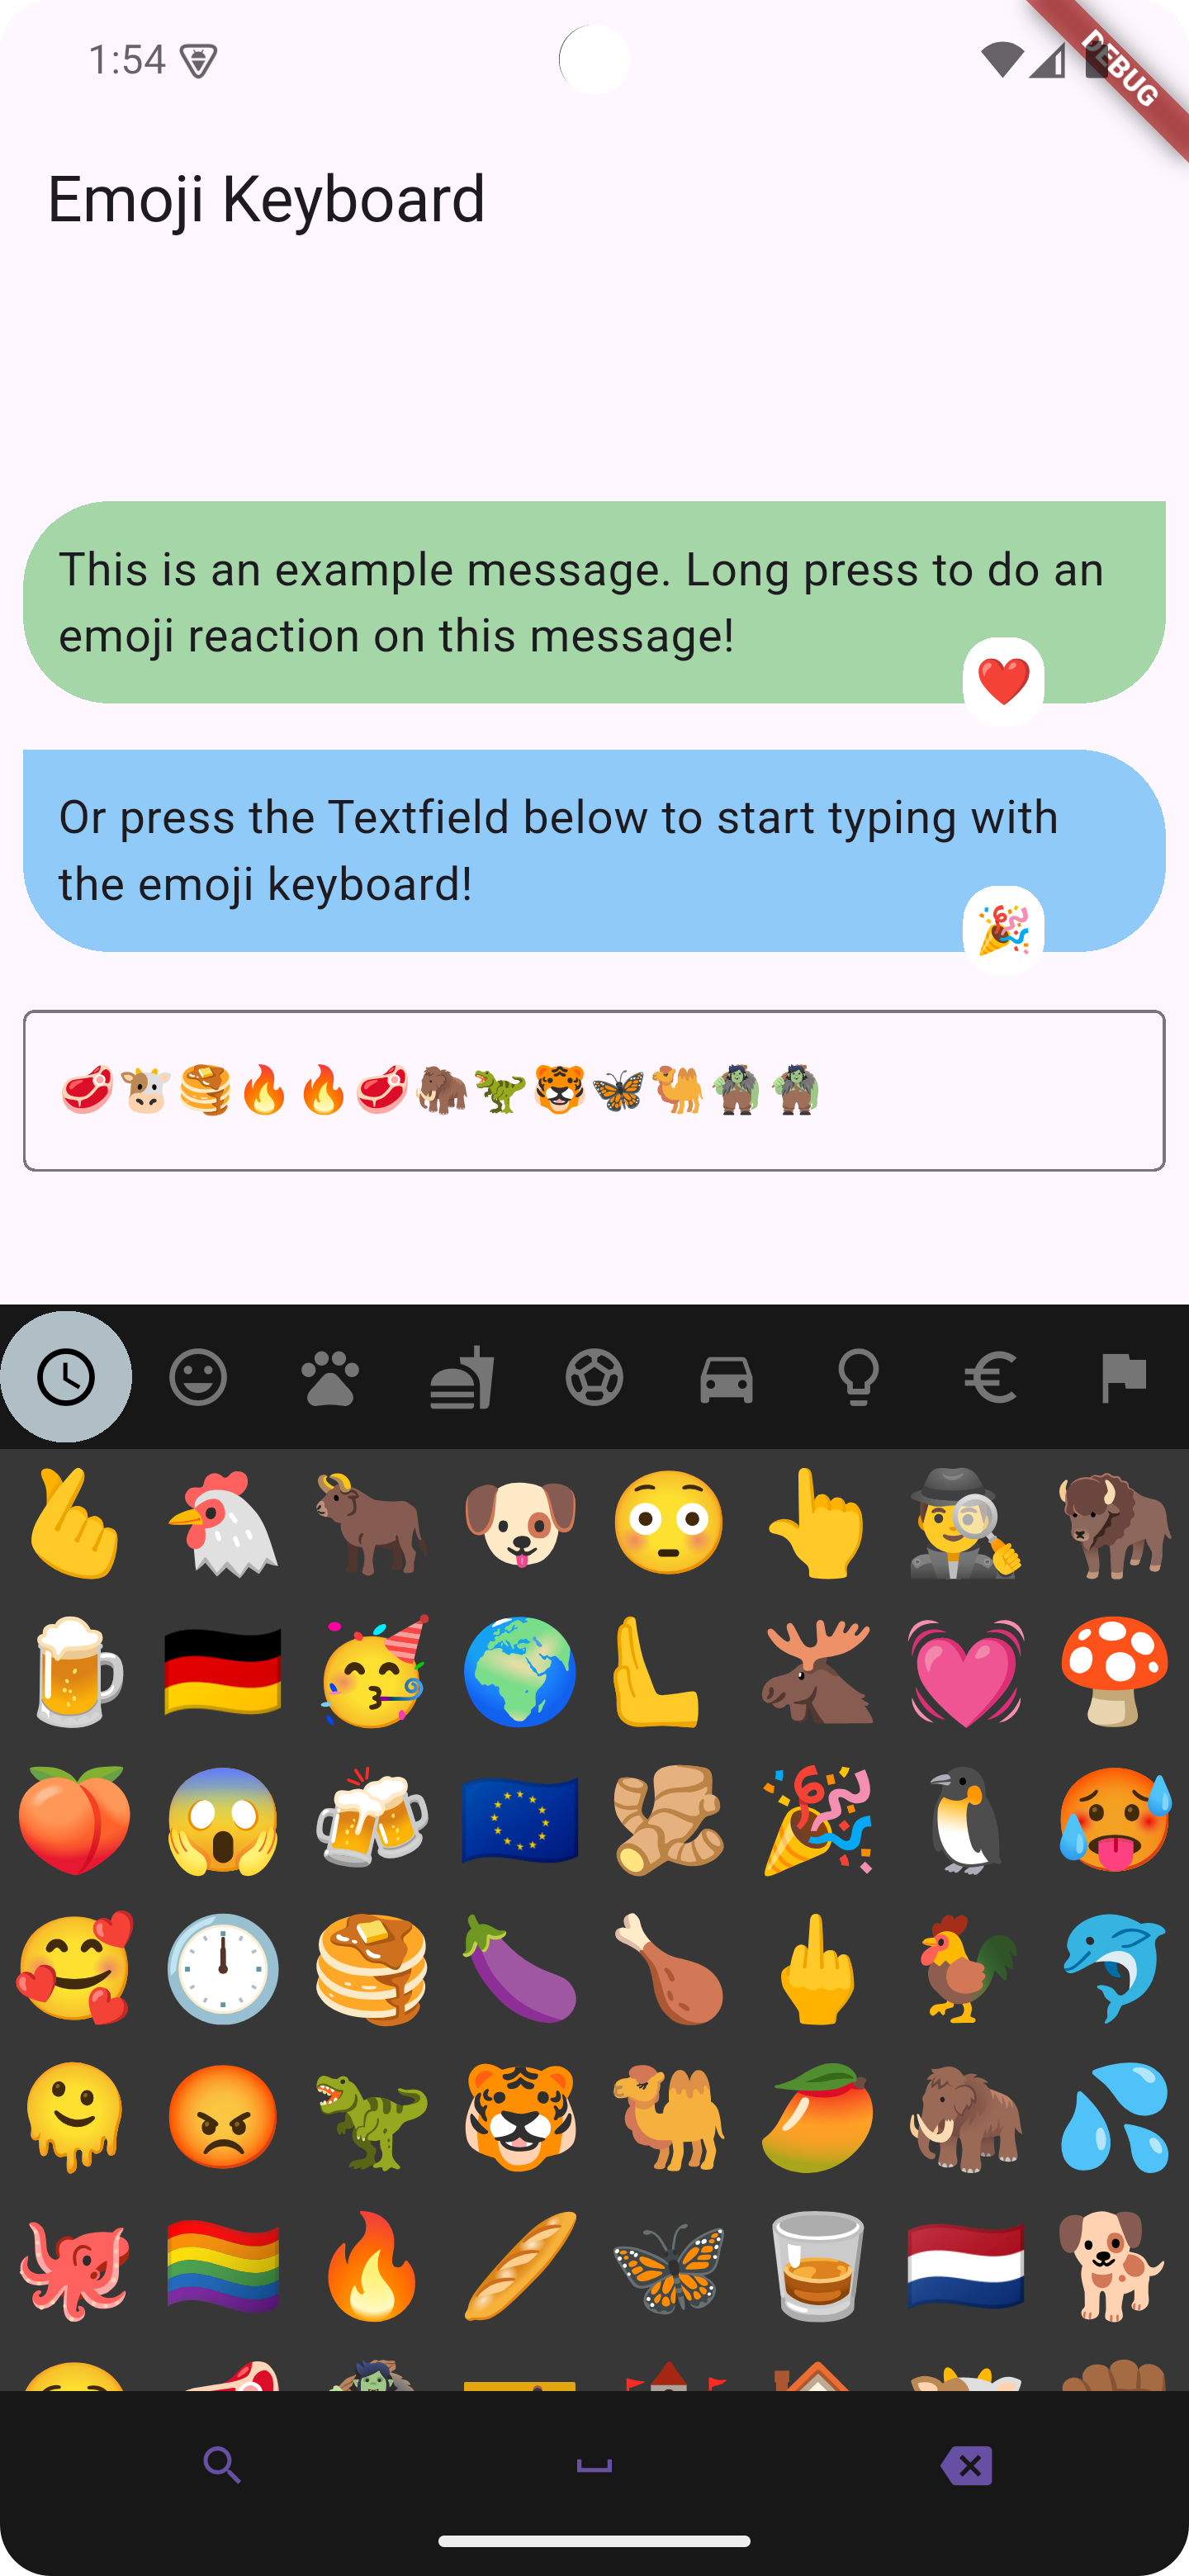 1:54
DEBUG
Emoji Keyboard
This is an example message. Long press to do an
emoji reaction on this message!
❤️
Or press the Textfield below to start typing with
the emoji keyboard!
🎉
🥩🐮🥞🔥🔥🥩🦣🦖🐯🦋🐫🧌🧌